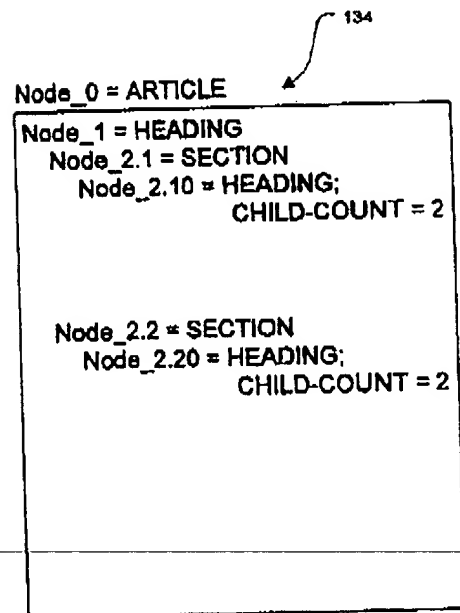 134
Node_0 = ARTICLE
Node_1 = HEADING
Node_2.1 = SECTION
Node_2.10 = HEADING;
CHILD-COUNT = 2
Node_2.2 = SECTION
Node_2.20 = HEADING;
CHILD-COUNT = 2